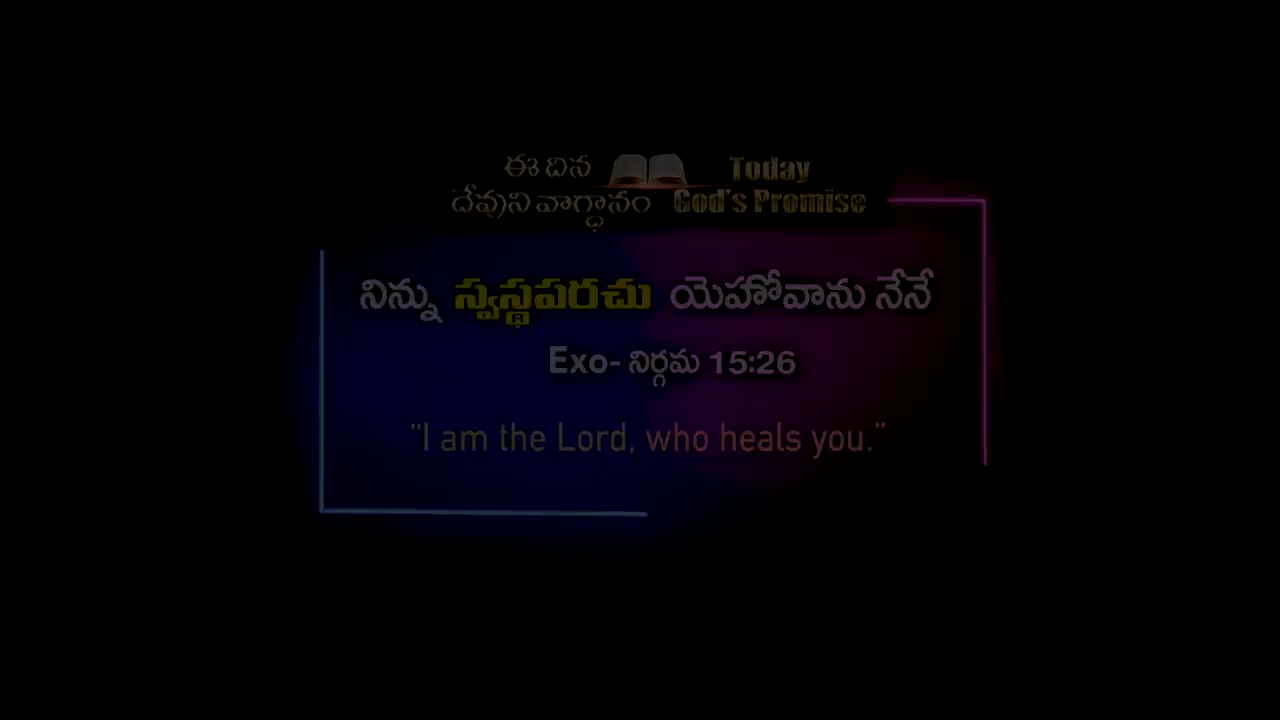 ఈ దిన Today
దేవుని వాగ్ధానం God's Promise
నిన్ను స్వస్థపరచు యెహోవాను నేనే
Exo- నిర్గమ 15:26
“I am the Lord, who heals you.”